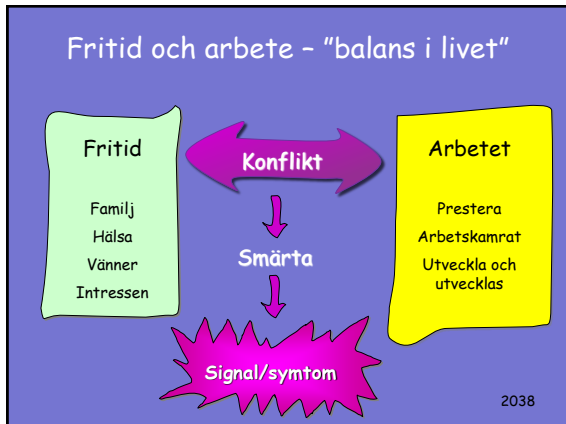 Fritid och arbete – ”balans i livet”
Fritid
Familj
Hälsa
Vänner
Intressen
Konflikt
Smärta
Signal/symtom
Arbetet
Prestera
Arbetskamrat
Utveckla och
utvecklas
2038